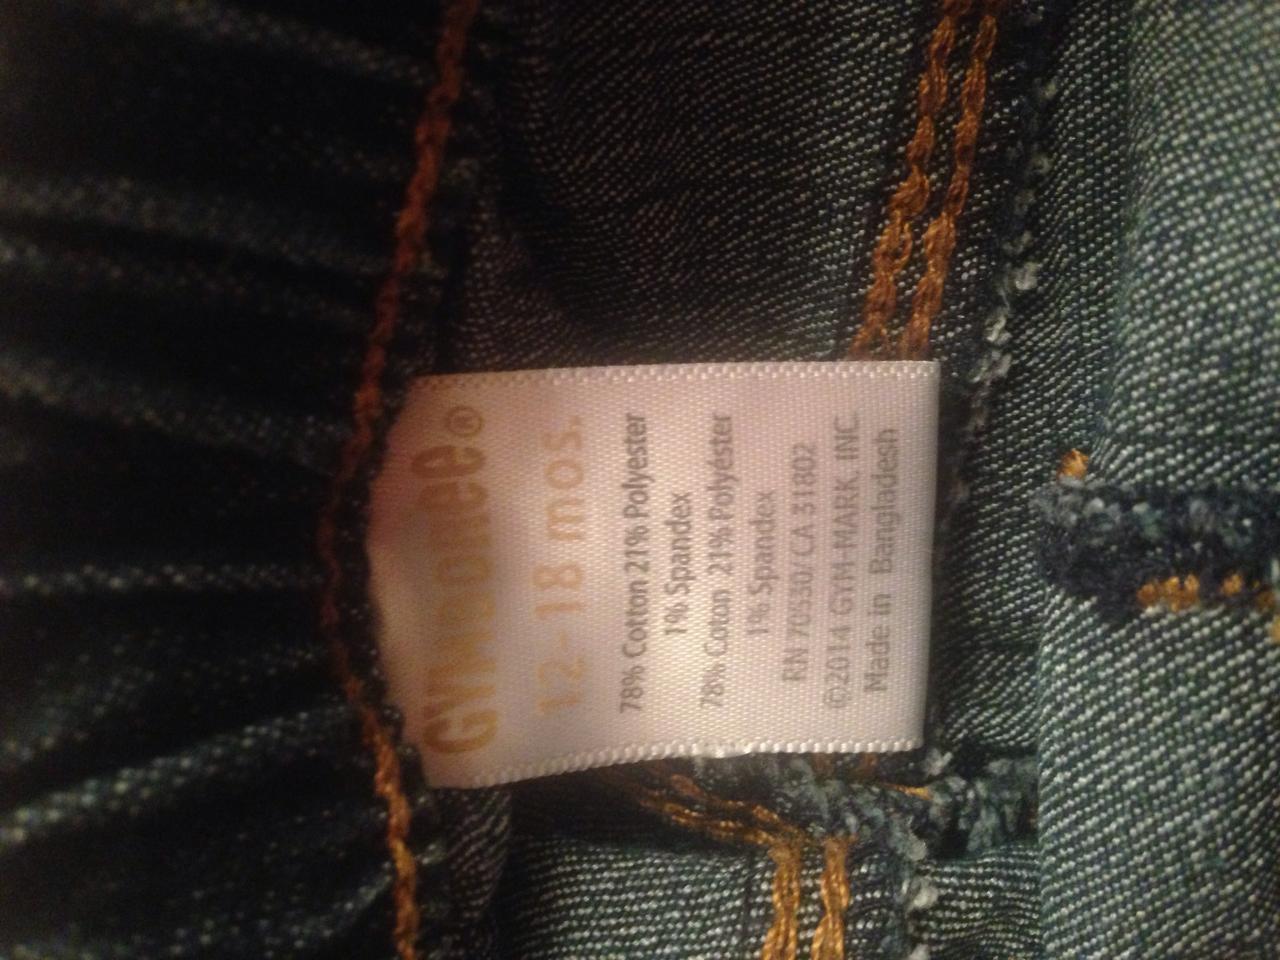 GYMBOREE®
12-18 mos.
78% Cotton 21% Polyester
1% Spandex
78% Coton 21% Polyéster
1% Spandex
RN 70530/CA 31802
©2014 GYM-MARK, INC.
Made in Bangladesh